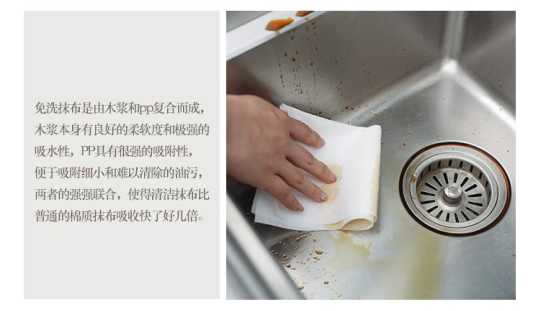 免洗抹布是由木浆和pp复合而成，
木浆本身有良好的柔软度和极强的
吸水性，PP具有很强的吸附性，
便于吸附细小和难以清除的油污，
两者的强强联合，使得清洁抹布比
普通的棉质抹布吸收快了好几倍。